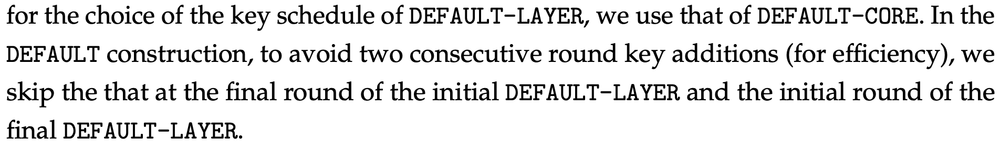 for the choice of the key schedule of DEFAULT-LAYER, we use that of DEFAULT-CORE. In the
DEFAULT construction, to avoid two consecutive round key additions (for efficiency), we
skip the that at the final round of the initial DEFAULT-LAYER and the initial round of the
final DEFAULT-LAYER.